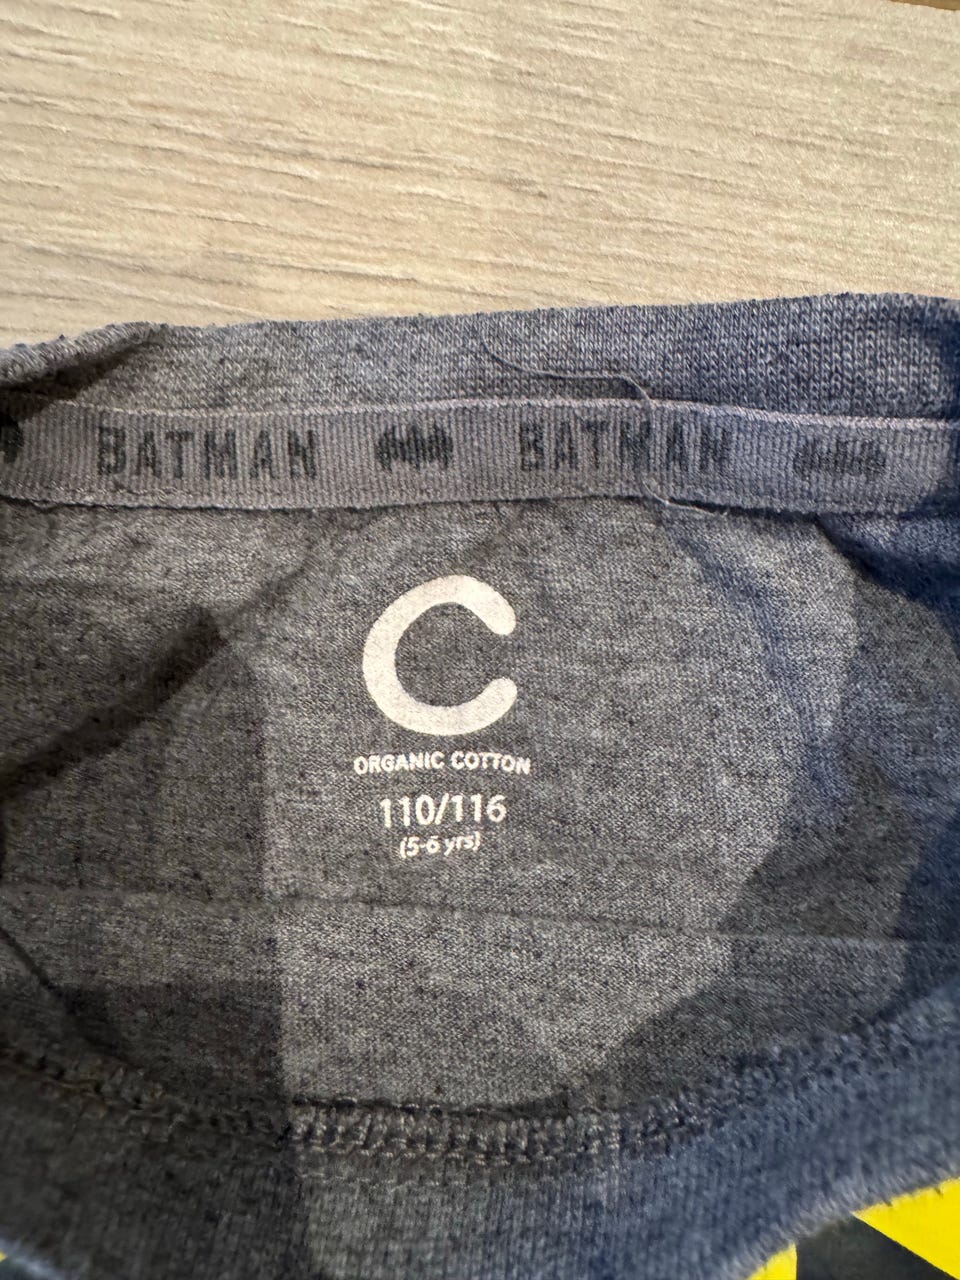 BATMAN BATMAN
C
ORGANIC COTTON
110/116
(5-6 yrs)